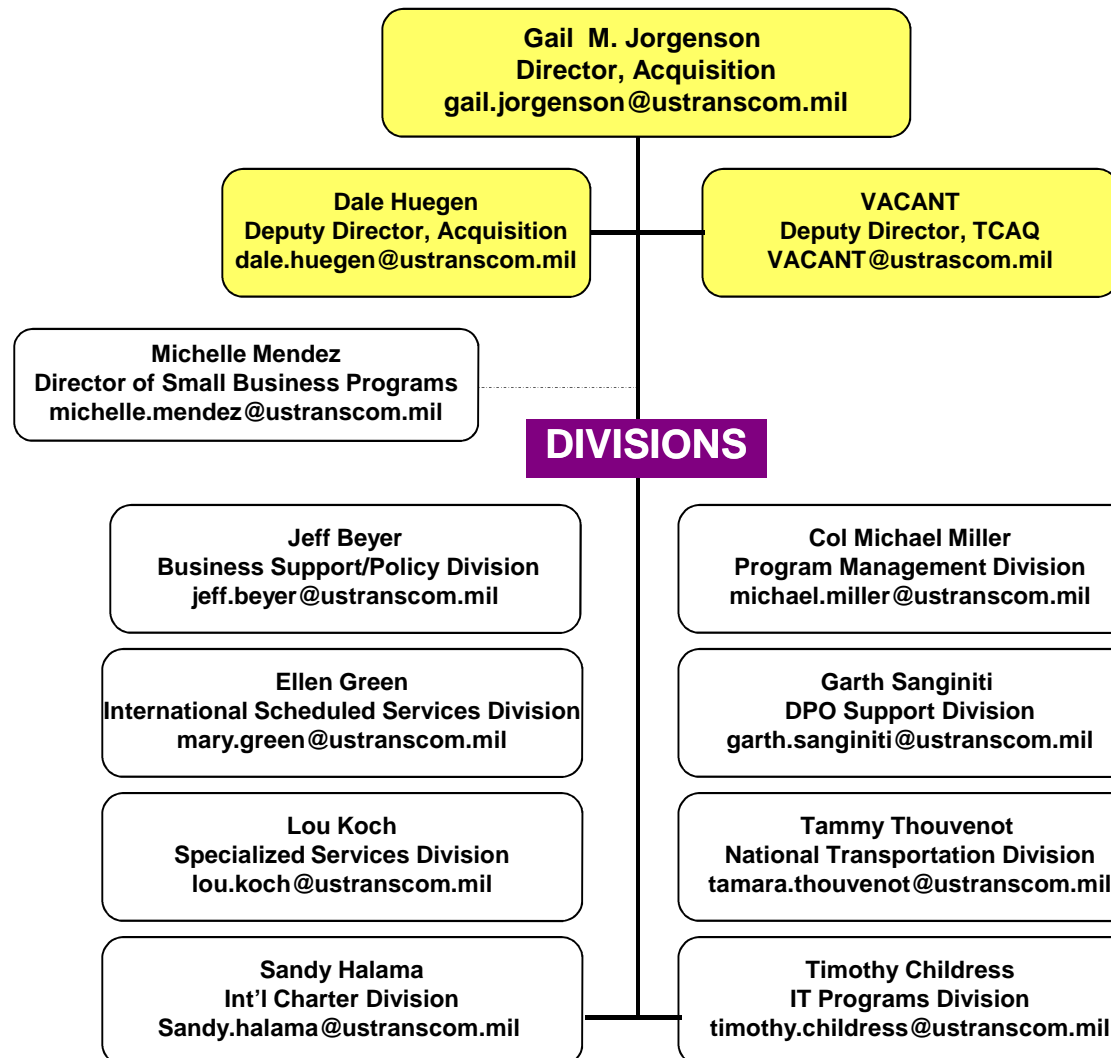 Gail M. Jorgenson
Director, Acquisition
gail.jorgenson@ustranscom.mil
Dale Huegen
Deputy Director, Acquisition
dale.huegen@ustranscom.mil
VACANT
Deputy Director, TCAQ
VACANT@ustrascom.mil
Michelle Mendez
Director of Small Business Programs
michelle.mendez@ustranscom.mil
DIVISIONS
Jeff Beyer
Business Support/Policy Division
jeff.beyer@ustranscom.mil
Col Michael Miller
Program Management Division
michael.miller@ustranscom.mil
Ellen Green
International Scheduled Services Division
mary.green@ustranscom.mil
Garth Sanginiti
DPO Support Division
garth.sanginiti@ustranscom.mil
Lou Koch
Specialized Services Division
lou.koch@ustranscom.mil
Tammy Thouvenot
National Transportation Division
tamara.thouvenot@ustranscom.mil
Sandy Halama
Int’l Charter Division
Sandy.halama@ustranscom.mil
Timothy Childress
IT Programs Division
timothy.childress@ustranscom.mil